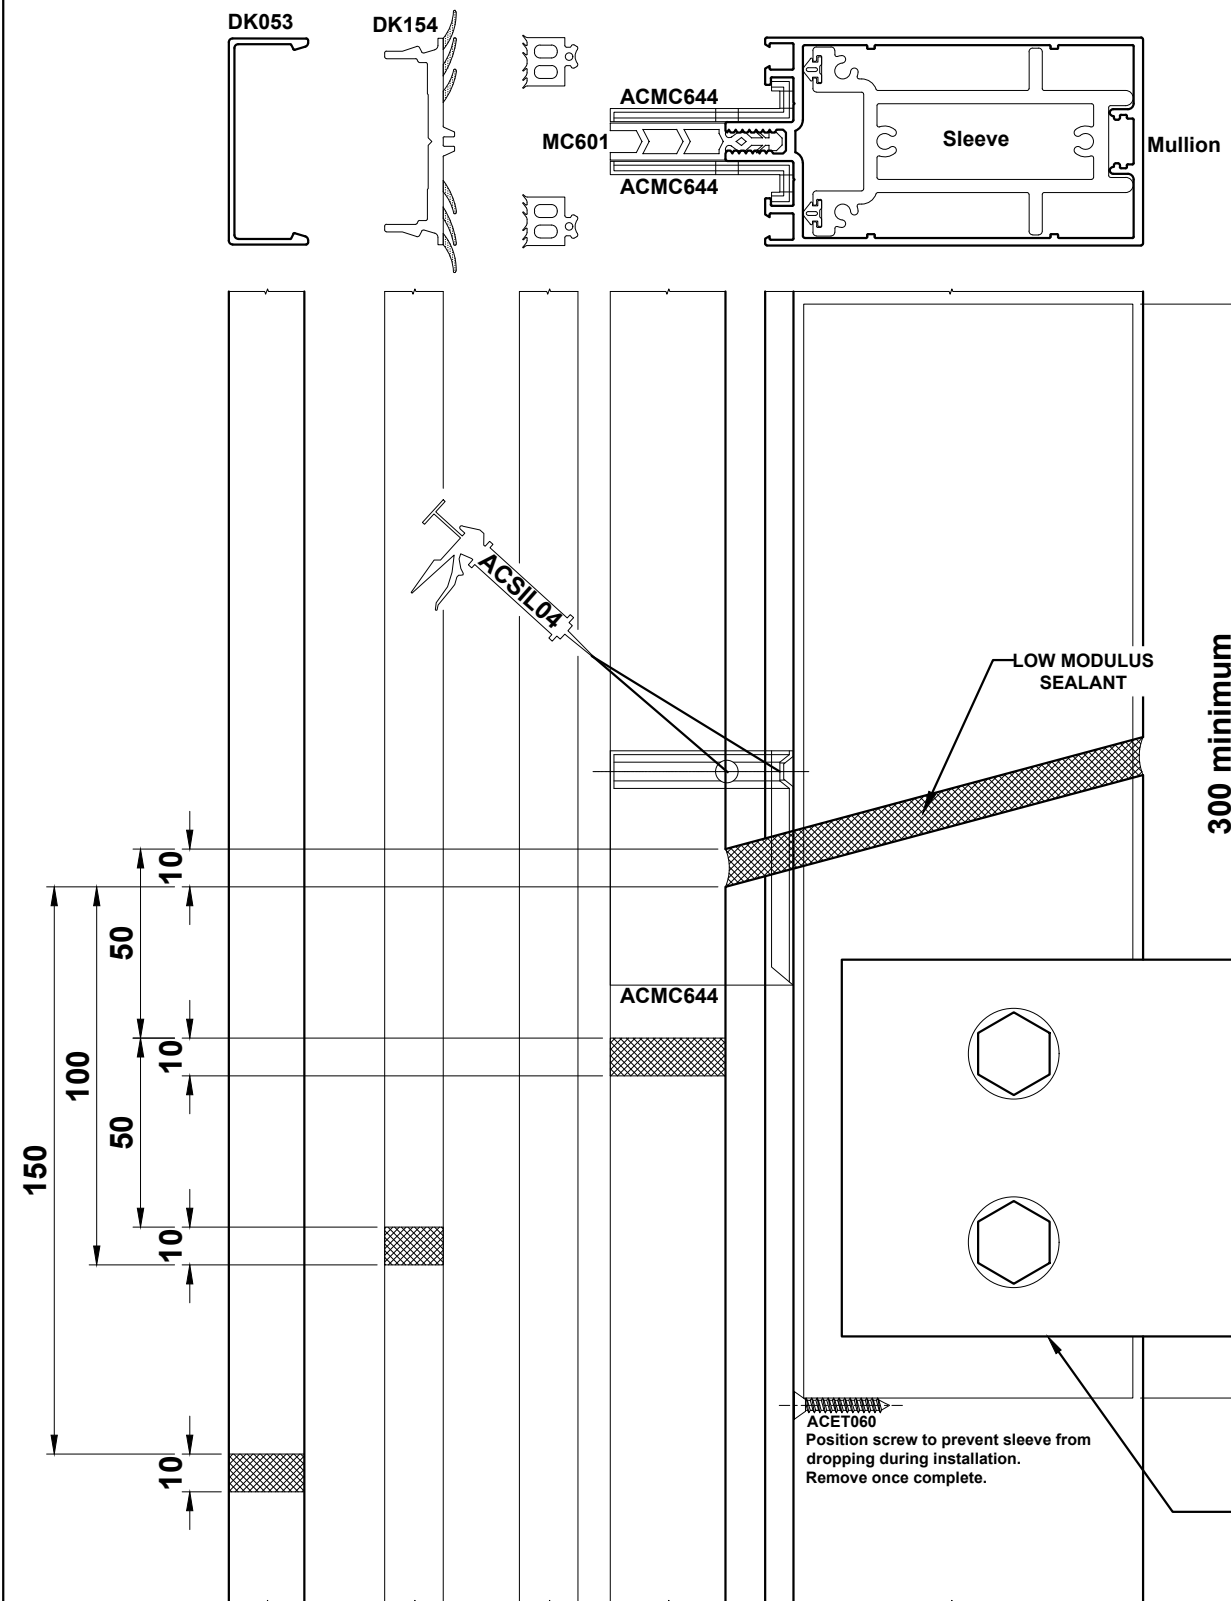 DK053
DK154
ACMC644
MC601
Sleeve
Mullion
ACMC644
ACSIL04
LOW MODULUS
SEALANT
300 minimum
10
50
ACMC644
10
100
50
150
10
10
ACET060
Position screw to prevent sleeve from
dropping during installation.
Remove once complete.